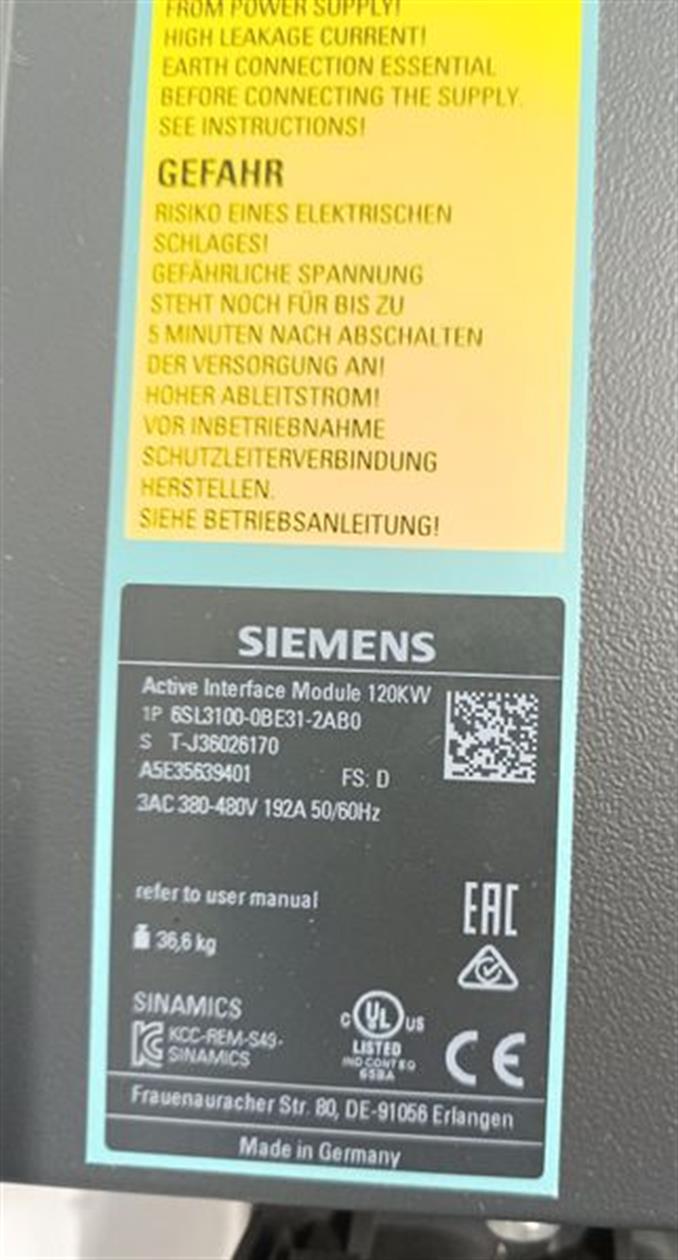 FROM POWER SUPPLY!
HIGH LEAKAGE CURRENT!
EARTH CONNECTION ESSENTIAL
BEFORE CONNECTING THE SUPPLY.
SEE INSTRUCTIONS!
GEFAHR
RISIKO EINES ELEKTRISCHEN
SCHLAGES!
GEFÄHRLICHE SPANNUNG
STEHT NOCH FÜR BIS ZU
5 MINUTEN NACH ABSCHALTEN
DER VERSORGUNG AN!
HOHER ABLEITSTROM!
VOR INBETRIEBNAHME
SCHUTZLEITERVERBINDUNG
HERSTELLEN.
SIEHE BETRIEBSANLEITUNG!
SIEMENS
Active Interface Module 120KW
1P 6SL3100-0BE31-2AB0
S T-J36026170
A5E35639401 FS: D
3AC 380-480V 192A 50/60Hz
refer to user manual
EAC
36,6 kg
SINAMICS
KCC-REM-S49-
SINAMICS
C UL US
LISTED
IND CONT EQ
65BA
CE
Frauenauracher Str. 80, DE-91056 Erlangen
Made in Germany